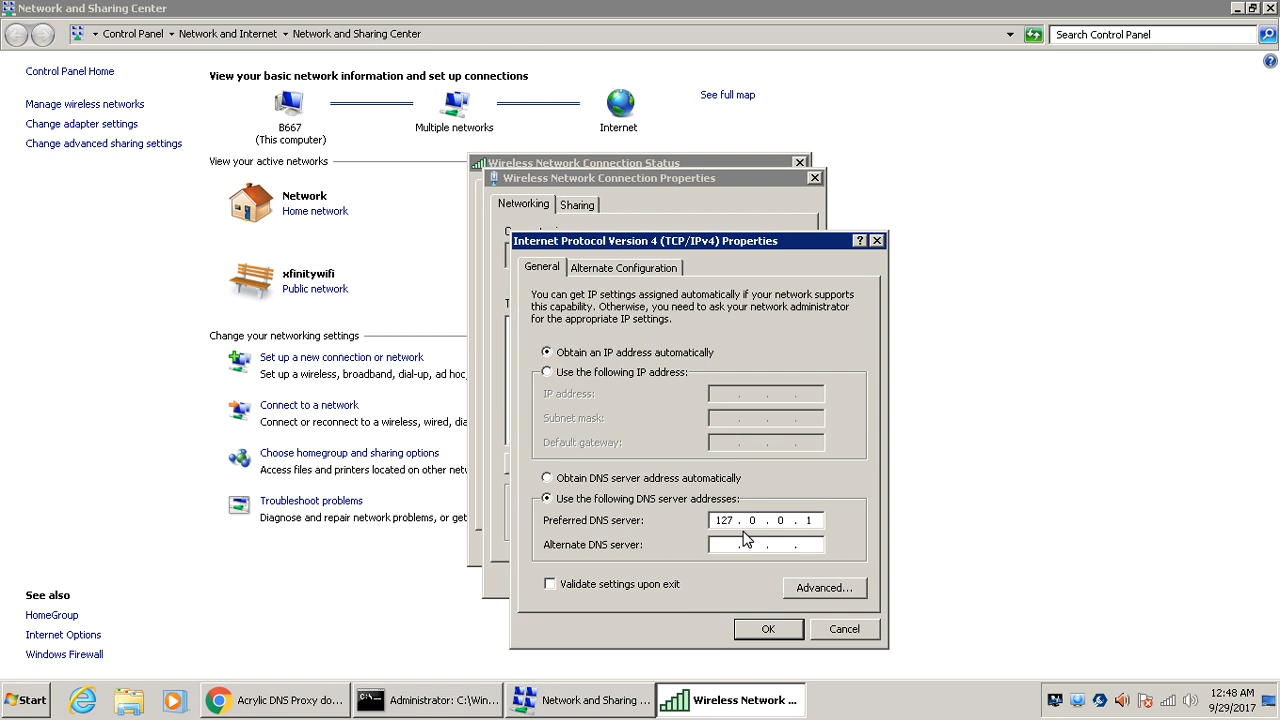 Network and Sharing Center
Control Panel
Network and Internet
Network and Sharing Center
Search Control Panel
Control Panel Home
Manage wireless networks
Change adapter settings
Change advanced sharing settings
View your basic network information and set up connections
See full map
B667
(This computer)
Multiple networks
Internet
View your active networks
Network
Home network
xfinitywifi
Public network
Change your networking settings
Set up a new connection or network
Set up a wireless, broadband, dial-up, ad hoc,
Connect to a network
Connect or reconnect to a wireless, wired,
Choose homegroup and sharing options
Access files and printers located on other
Troubleshoot problems
Diagnose and repair network problems, or
See also
HomeGroup
Internet Options
Windows Firewall
Wireless Network Connection Status
Wireless Network Connection Properties
Networking
Sharing
Internet Protocol Version 4 (TCP/IPv4) Properties
General
Alternate Configuration
You can get IP settings assigned automatically if your network supports
this capability. Otherwise, you need to ask your network administrator
for the appropriate IP settings.
Obtain an IP address automatically
Use the following IP address:
IP address: . . .
Subnet mask: . . .
Default gateway: . . .
Obtain DNS server address automatically
Use the following DNS server addresses:
Preferred DNS server: 127 . 0 . 0 . 1
Alternate DNS server: . . .
Validate settings upon exit
Advanced...
OK
Cancel
Start
Acrylic DNS Proxy do...
Administrator: C:\Win...
Network and Sharing ...
Wireless Network ...
12:48 AM
9/29/2017